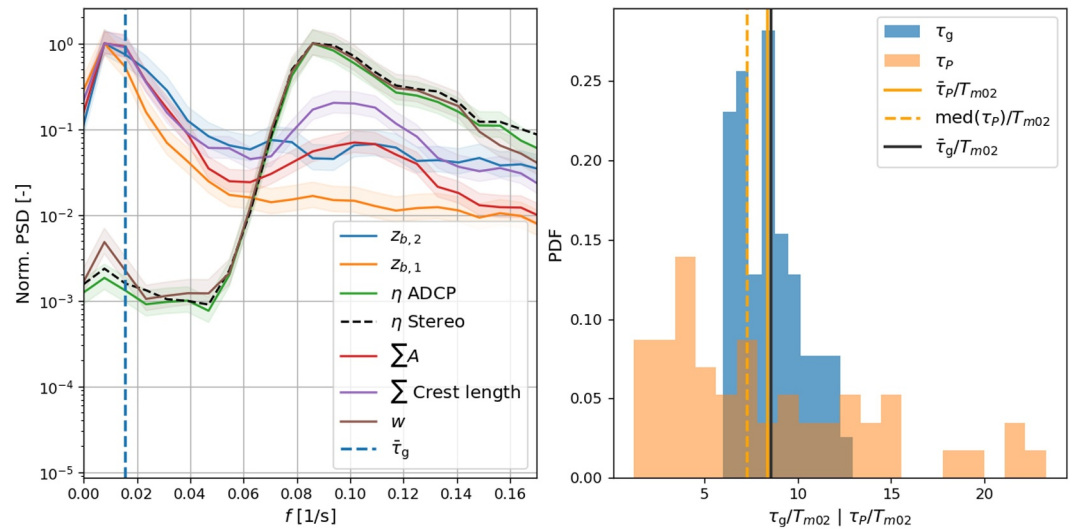 Norm. PSD [-]
10⁰
10⁻¹
10⁻²
10⁻³
10⁻⁴
10⁻⁵
0.00 0.02 0.04 0.06 0.08 0.10 0.12 0.14 0.16
f [1/s]
z_{b,2}
z_{b,1}
η ADCP
η Stereo
∑A
∑ Crest length
w
τ̄_g
PDF
0.25
0.20
0.15
0.10
0.05
0.00
5 10 15 20
τ_g/T_{m02} | τ_P/T_{m02}
τ_g
τ_P
τ̄_P/T_{m02}
med(τ_P)/T_{m02}
τ̄_g/T_{m02}